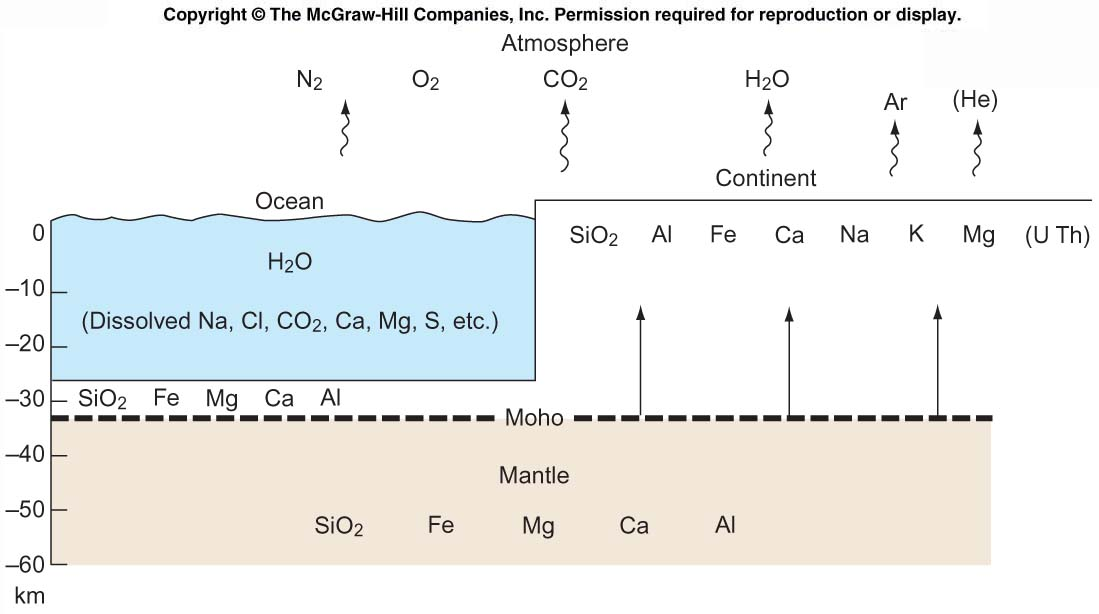 Copyright © The McGraw-Hill Companies, Inc. Permission required for reproduction or display.
Atmosphere
N₂ O₂ CO₂ H₂O Ar (He)
Continent
Ocean
SiO₂ Al Fe Ca Na K Mg (U Th)
0
H₂O
–10
(Dissolved Na, Cl, CO₂, Ca, Mg, S, etc.)
–20
–30 SiO₂ Fe Mg Ca Al
Moho
–40
Mantle
–50
SiO₂ Fe Mg Ca Al
–60
km